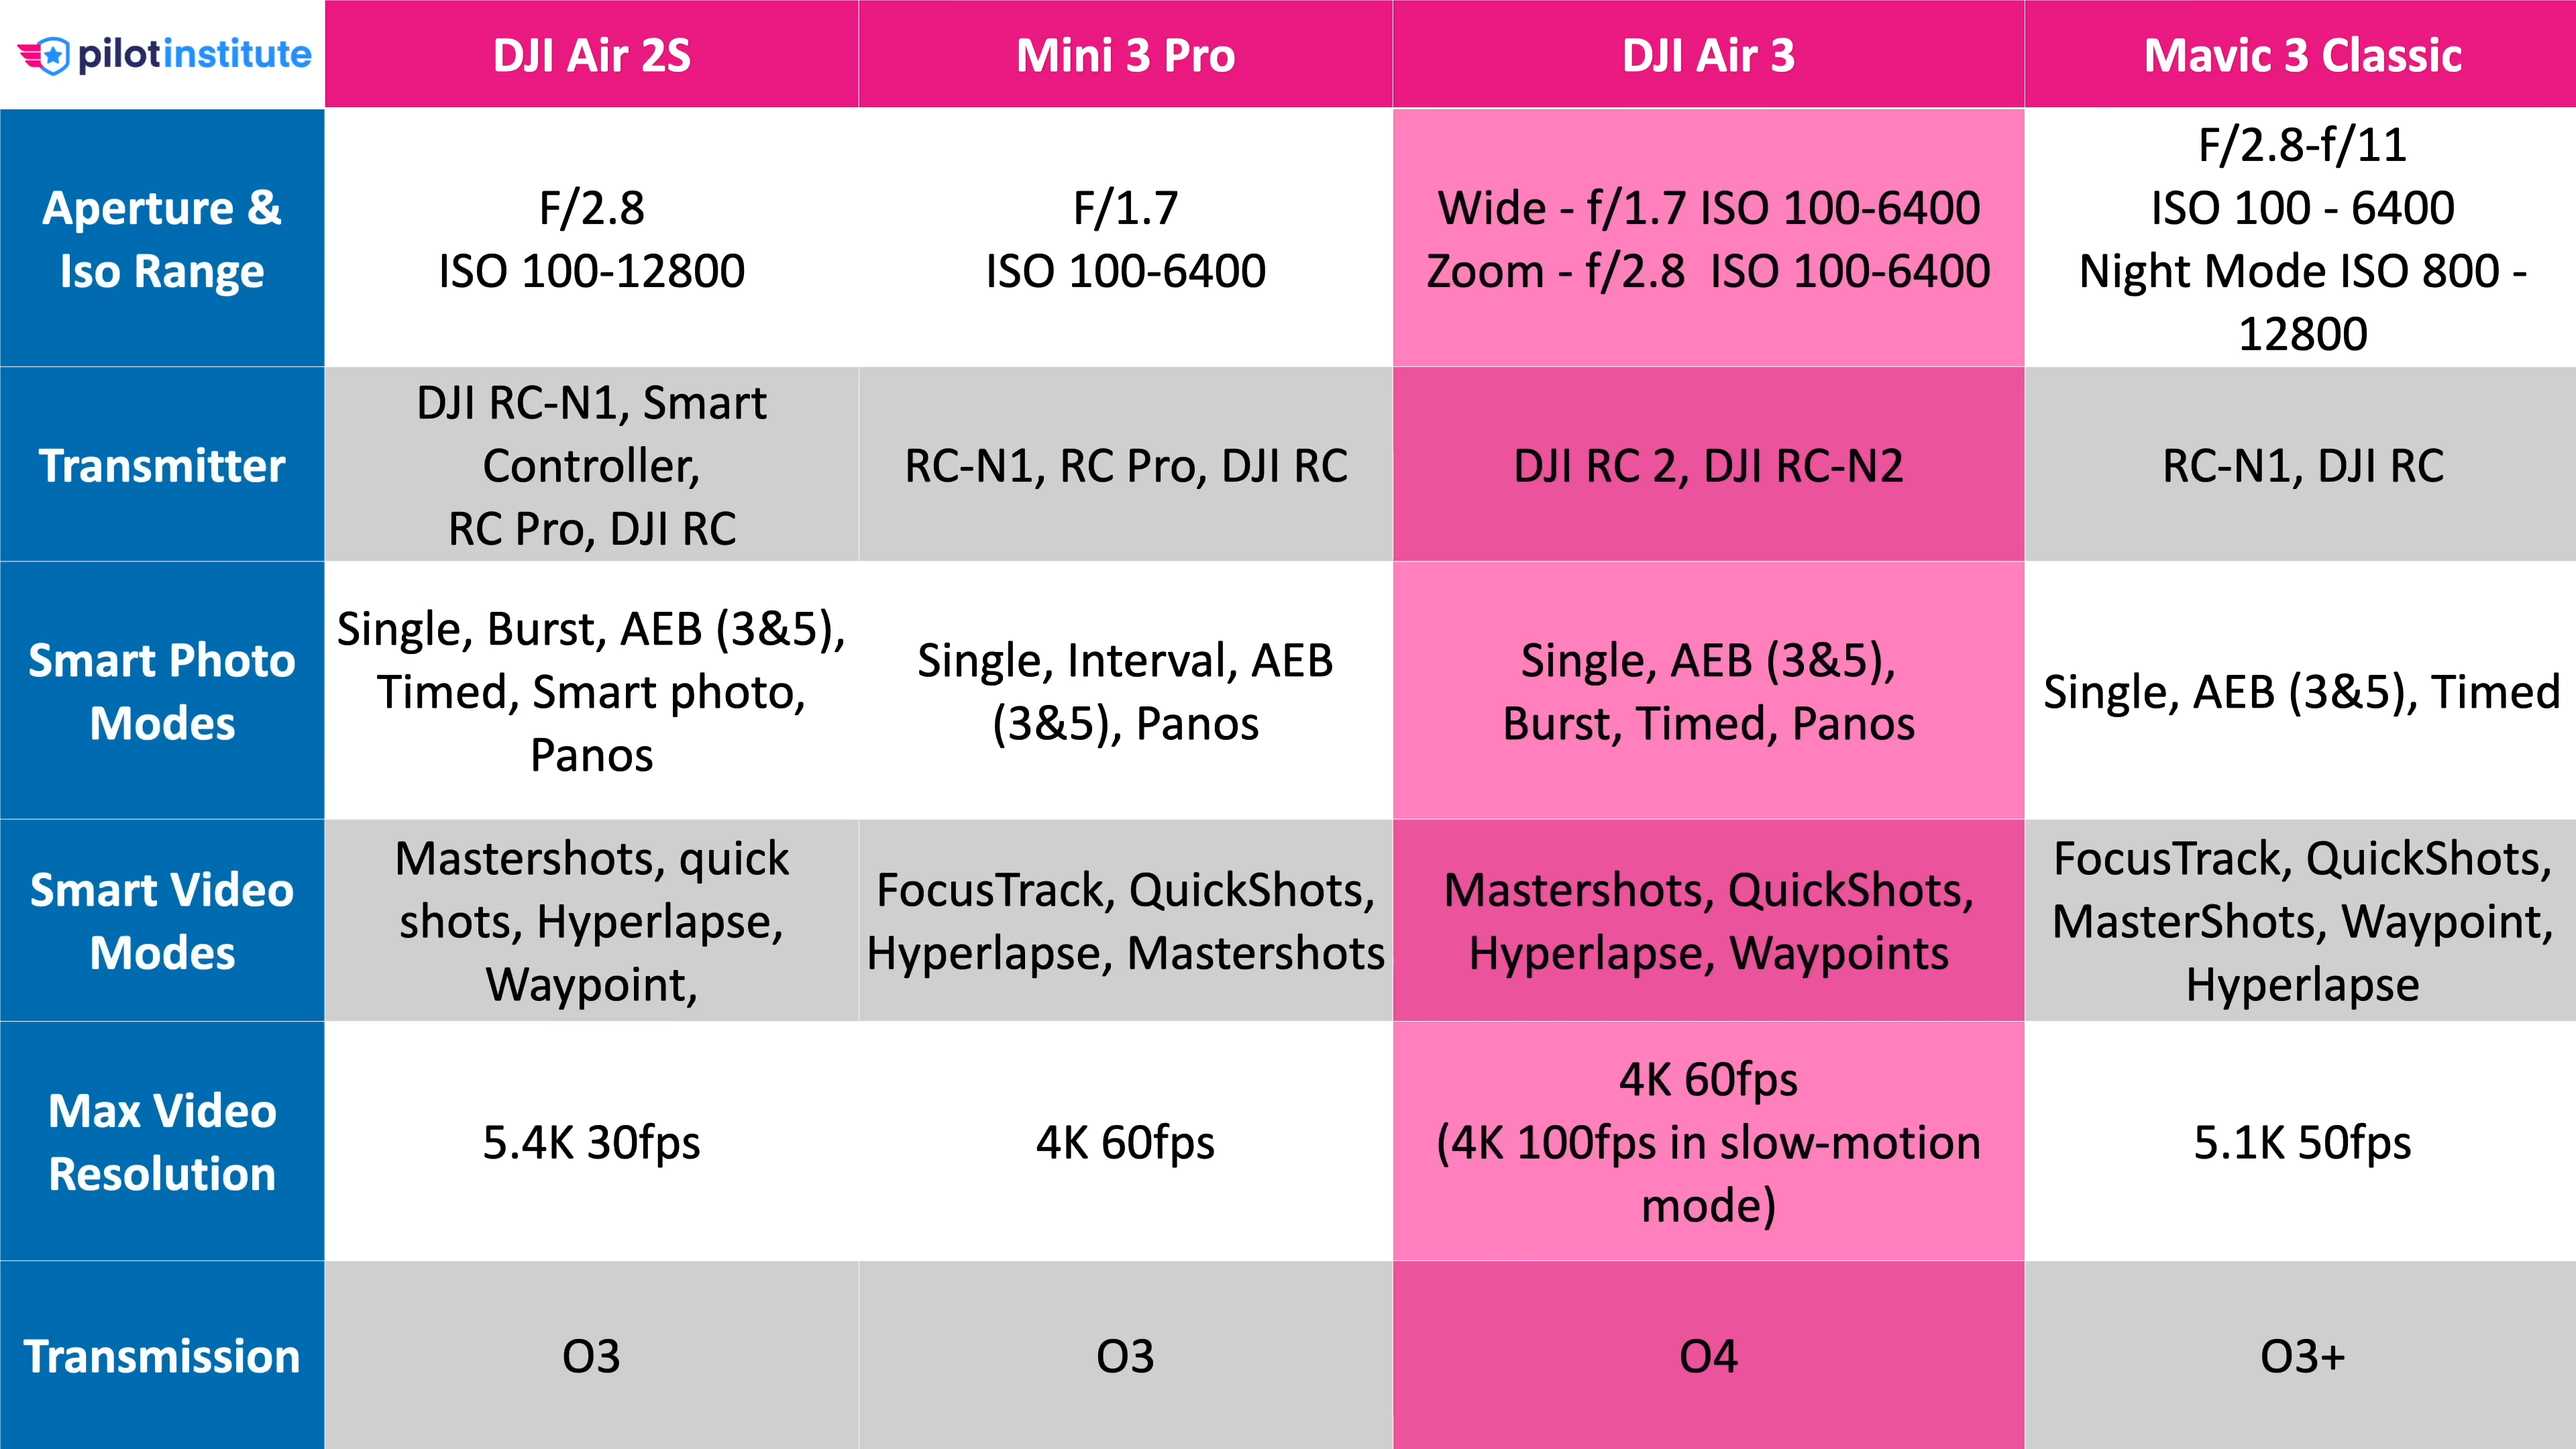 pilotinstitute
DJI Air 2S
Mini 3 Pro
DJI Air 3
Mavic 3 Classic
Aperture &
Iso Range
F/2.8
ISO 100-12800
F/1.7
ISO 100-6400
Wide - f/1.7 ISO 100-6400
Zoom - f/2.8  ISO 100-6400
F/2.8-f/11
ISO 100 - 6400
Night Mode ISO 800 -
12800
Transmitter
DJI RC-N1, Smart
Controller,
RC Pro, DJI RC
RC-N1, RC Pro, DJI RC
DJI RC 2, DJI RC-N2
RC-N1, DJI RC
Smart Photo
Modes
Single, Burst, AEB (3&5),
Timed, Smart photo,
Panos
Single, Interval, AEB
(3&5), Panos
Single, AEB (3&5),
Burst, Timed, Panos
Single, AEB (3&5), Timed
Smart Video
Modes
Mastershots, quick
shots, Hyperlapse,
Waypoint,
FocusTrack, QuickShots,
Hyperlapse, Mastershots
Mastershots, QuickShots,
Hyperlapse, Waypoints
FocusTrack, QuickShots,
MasterShots, Waypoint,
Hyperlapse
Max Video
Resolution
5.4K 30fps
4K 60fps
4K 60fps
(4K 100fps in slow-motion
mode)
5.1K 50fps
Transmission
O3
O3
O4
O3+